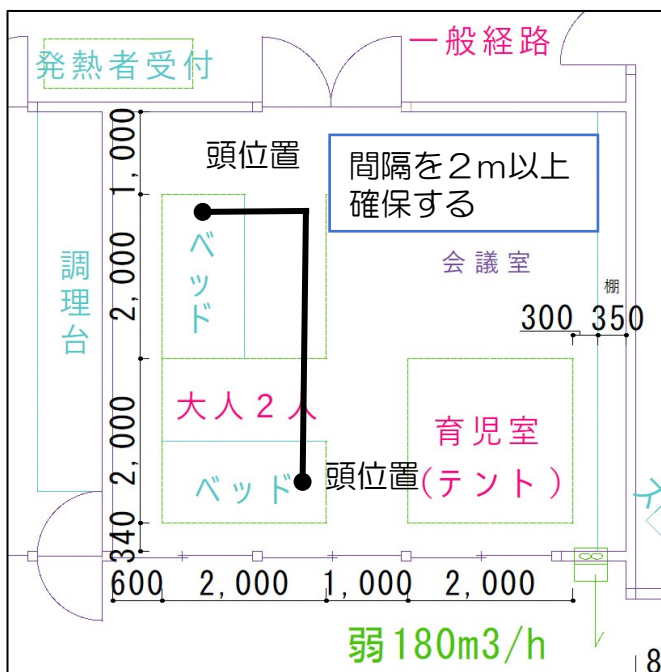 発熱者受付
一般経路
1,000
頭位置
間隔を２ｍ以上
確保する
ベッド
2,000
調理台
会議室
棚
300
350
大人２人
2,000
育児室
(テント)
ベッド
頭位置
340
600
2,000
1,000
2,000
弱180m3/h
8